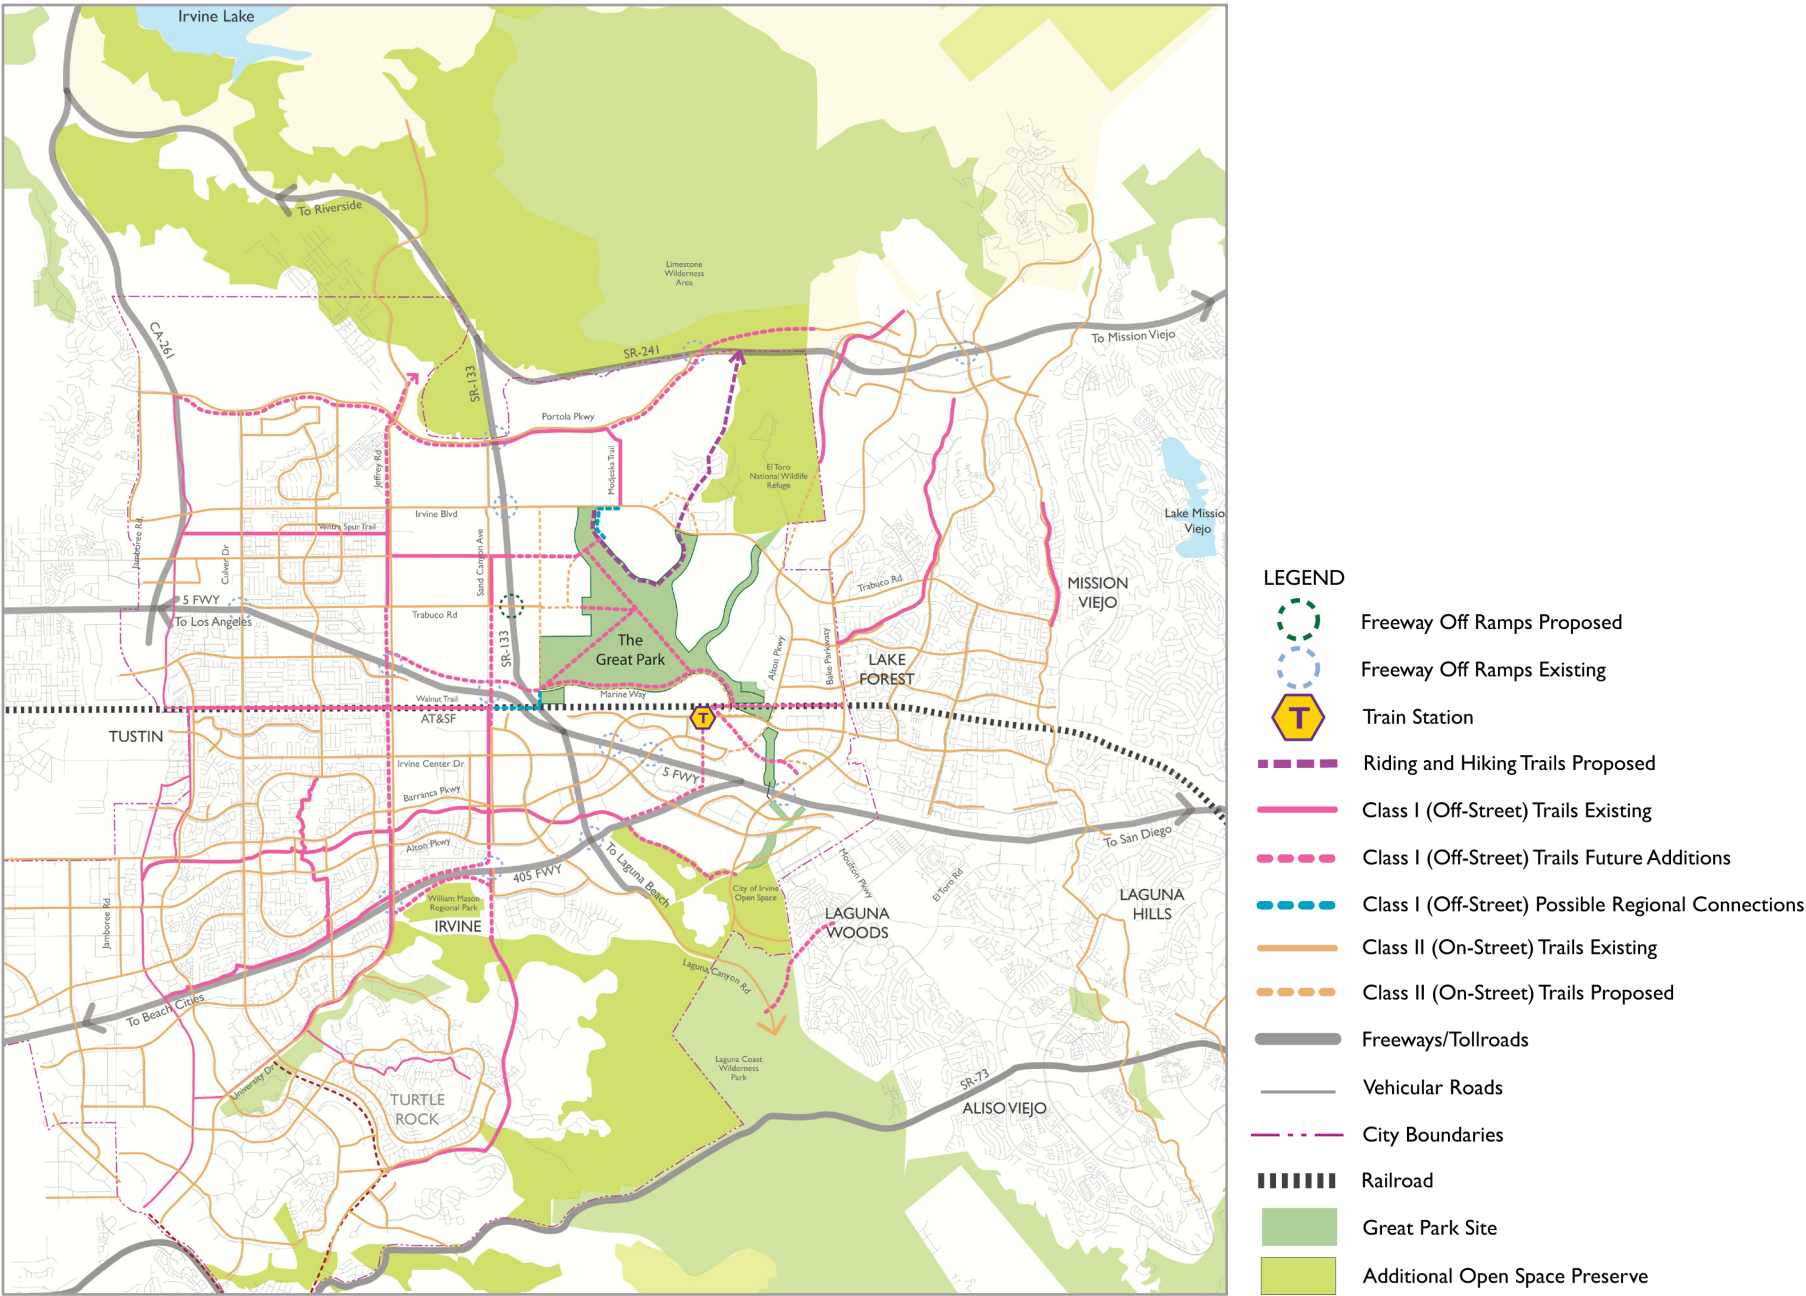 Irvine Lake
To Riverside
Limestone
Wilderness
Area
CA-261
SR-133
SR-241
To Mission Viejo
Portola Pkwy
Jeffrey Rd
Modjeska Trail
El Toro
National Wildlife
Refuge
Jamboree Rd.
Culver Dr
Ventra Spur Trail
Irvine Blvd
Sand Canyon Ave
Lake Missio
Viejo
5 FWY
To Los Angeles
Trabuco Rd
SR-133
The
Great Park
Trabuco Rd
MISSION
VIEJO
Alton Pkwy
Bake Parkwaty
LAKE
FOREST
Walnut Trail
AT&SF
Marine Way
T
TUSTIN
Irvine Center Dr
5 FWY
Barranca Pkwy
Alton Pkwy
405 FWY
To Laguna Beach
To San Diego
Moulton Pkwy
El Toro Rd
William Mason
Regional Park
IRVINE
City of Irvine
Open Space
LAGUNA
WOODS
LAGUNA
HILLS
Jamboree Rd
Laguna Canyon Rd
To Beach Cities
University Dr
TURTLE
ROCK
Laguna Coast
Wilderness
Park
SR-73
ALISO VIEJO
LEGEND
Freeway Off Ramps Proposed
Freeway Off Ramps Existing
T
Train Station
Riding and Hiking Trails Proposed
Class I (Off-Street) Trails Existing
Class I (Off-Street) Trails Future Additions
Class I (Off-Street) Possible Regional Connections
Class II (On-Street) Trails Existing
Class II (On-Street) Trails Proposed
Freeways/Tollroads
Vehicular Roads
City Boundaries
Railroad
Great Park Site
Additional Open Space Preserve